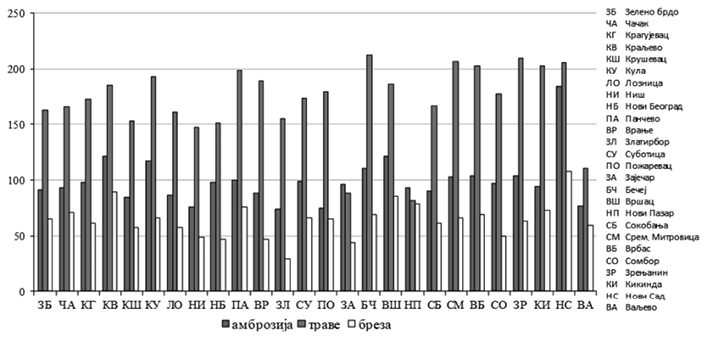 250
200
150
100
50
0
ЗБ ЧА КГ КВ КШ КУ ЛО НИ НБ ПА ВР ЗЛ СУ ПО ЗА БЧ ВШ НП СБ СМ ВБ СО ЗР КИ НС ВА
амброзија траве бреза
ЗБ Зелено брдо
ЧА Чачак
КГ Крагујевац
КВ Краљево
КШ Крушевац
КУ Кула
ЛО Лозница
НИ Ниш
НБ Нови Београд
ПА Панчево
ВР Врање
ЗЛ Златирбор
СУ Суботица
ПО Пожаревац
ЗА Зајечар
БЧ Бечеј
ВШ Вршац
НП Нови Пазар
СБ Сокобања
СМ Срем, Митровица
ВБ Врбас
СО Сомбор
ЗР Зрењанин
КИ Кикинда
НС Нови Сад
ВА Ваљево